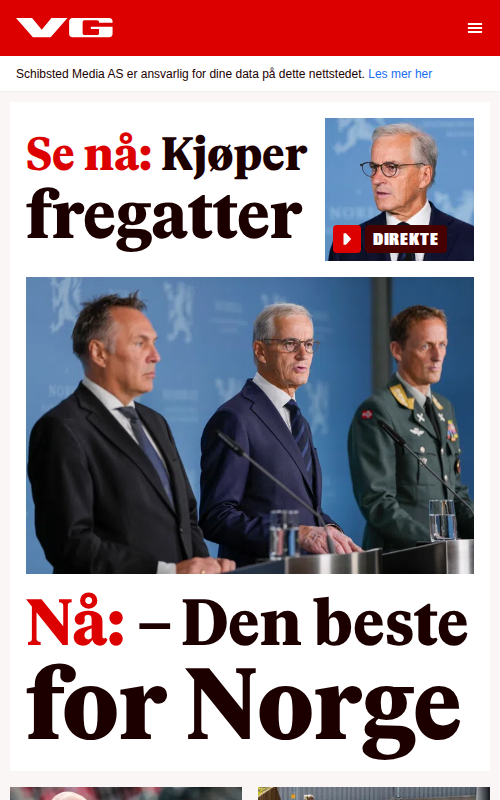 VG
Schibsted Media AS er ansvarlig for dine data på dette nettstedet. Les mer her
Se nå: Kjøper
fregatter
DIREKTE
Nå: – Den beste
for Norge